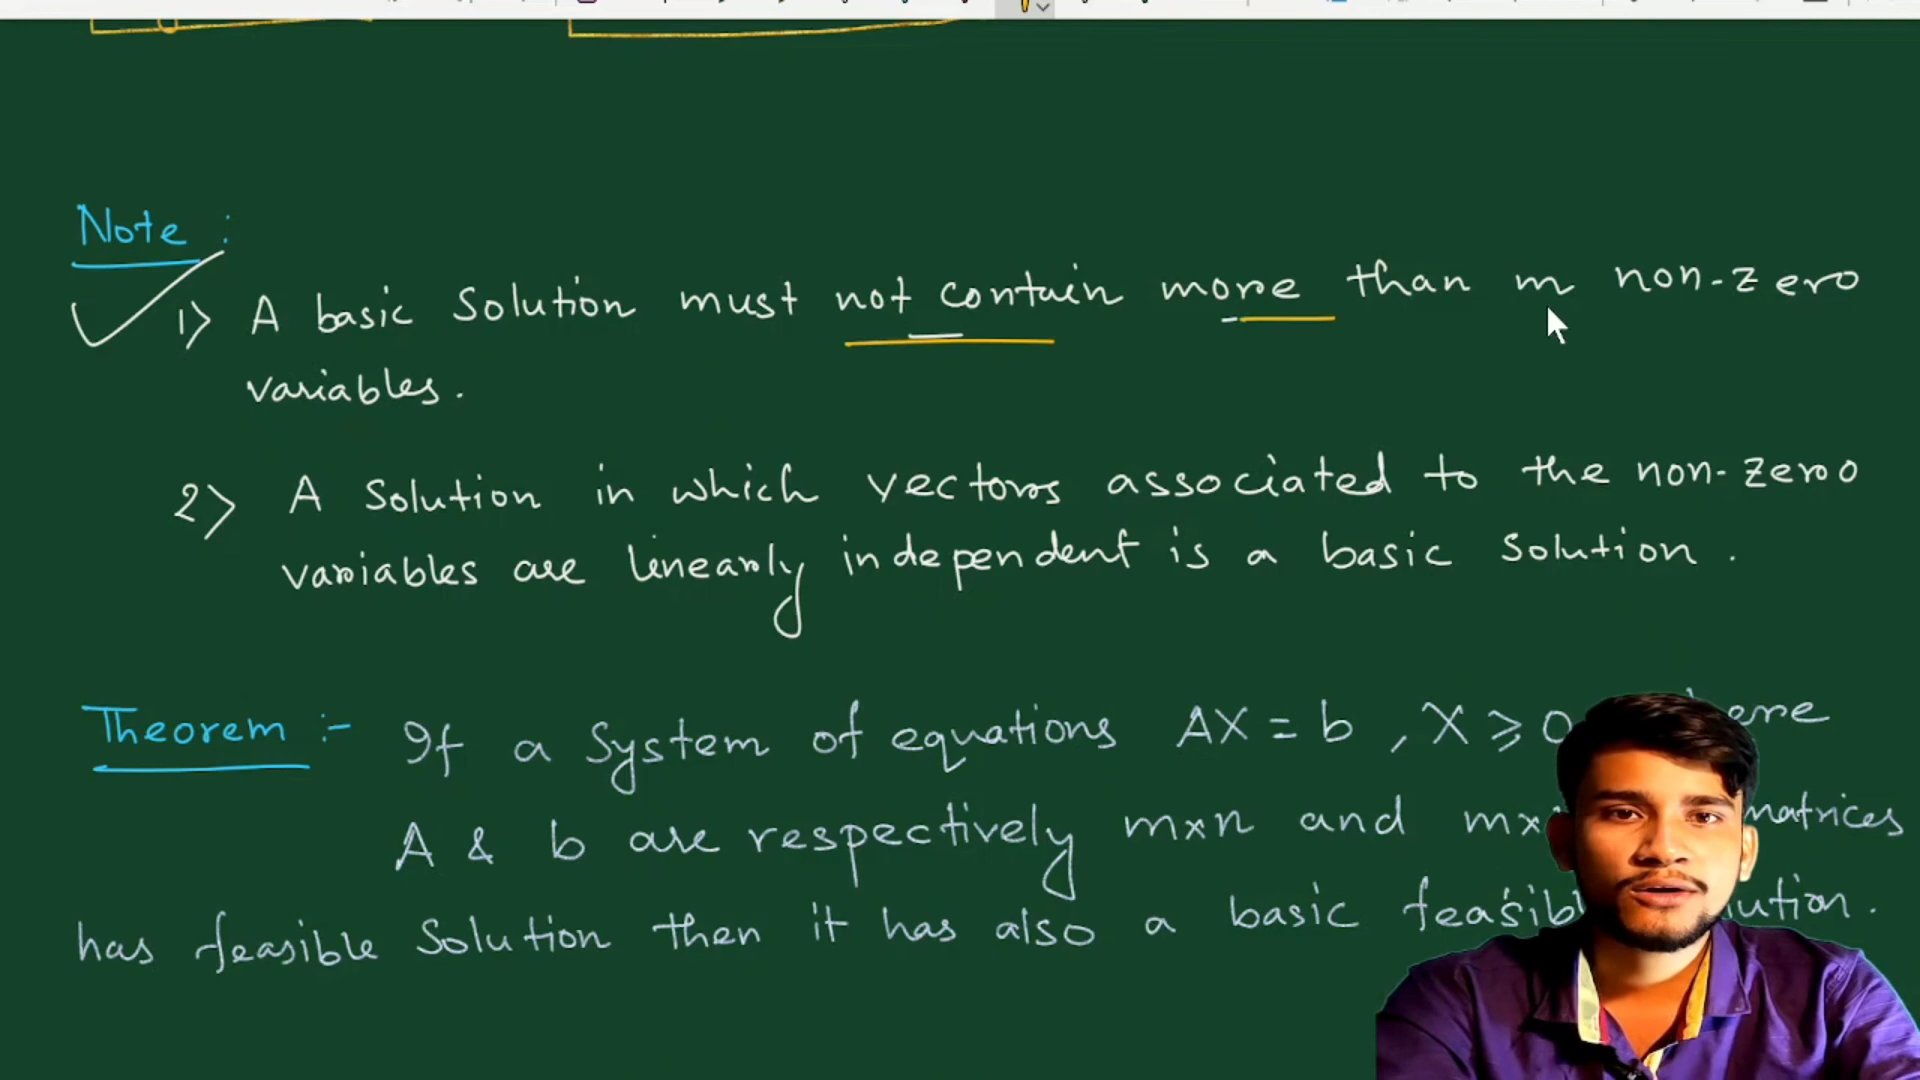 Note :
1) A basic solution must not contain more than m non-zero
variables.
2) A solution in which vectors associated to the non-zero
variables are linearly independent is a basic solution.
Theorem :- If a system of equations AX = b , X ⩾ 0
A & b are respectively m×n and matrices
has feasible solution then it has also a basic